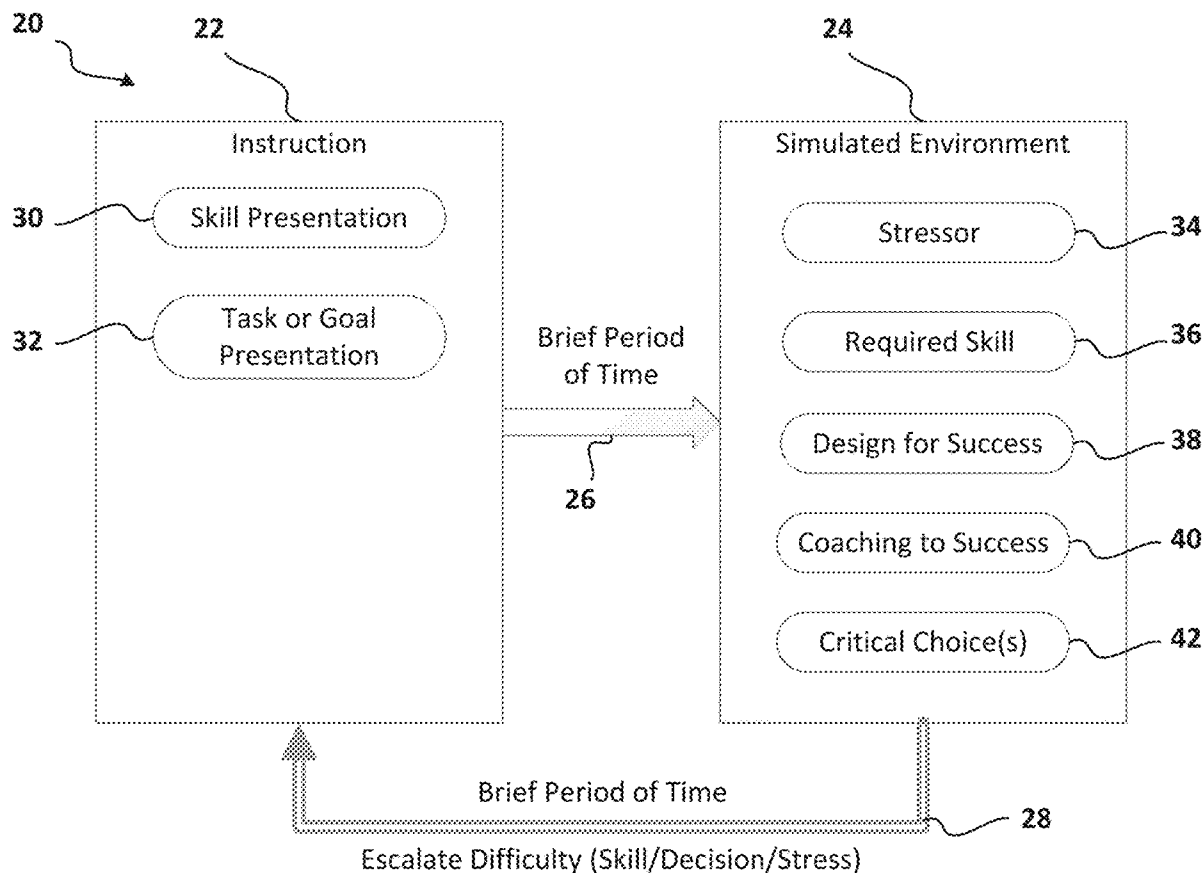 20
22
24
Instruction
Simulated Environment
30
Skill Presentation
Stressor
34
32
Task or Goal
Presentation
Brief Period
of Time
Required Skill
36
26
Design for Success
38
Coaching to Success
40
Critical Choice(s)
42
Brief Period of Time
28
Escalate Difficulty (Skill/Decision/Stress)